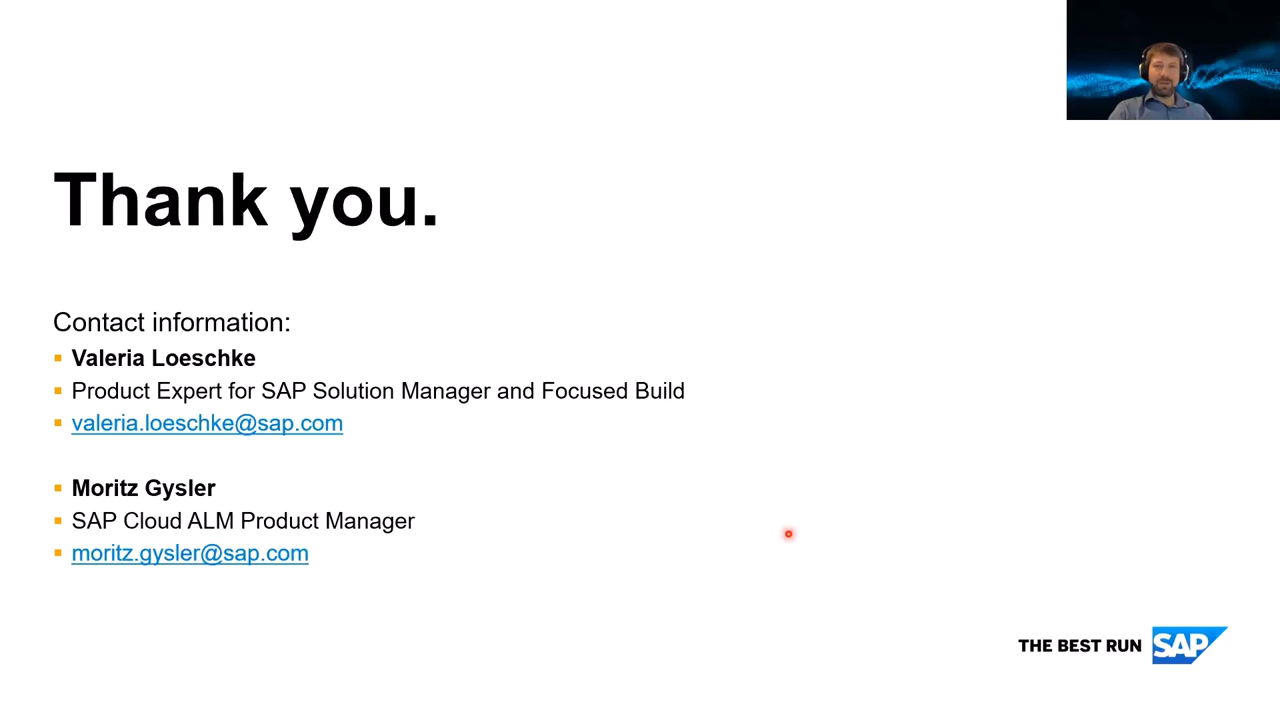 Thank you.
Contact information:
Valeria Loeschke
Product Expert for SAP Solution Manager and Focused Build
valeria.loeschke@sap.com
Moritz Gysler
SAP Cloud ALM Product Manager
moritz.gysler@sap.com
THE BEST RUN SAP